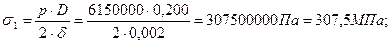 σ₁ = p·D / 2·δ = 6150000·0,200 / 2·0,002 = 307500000Па = 307,5МПа;